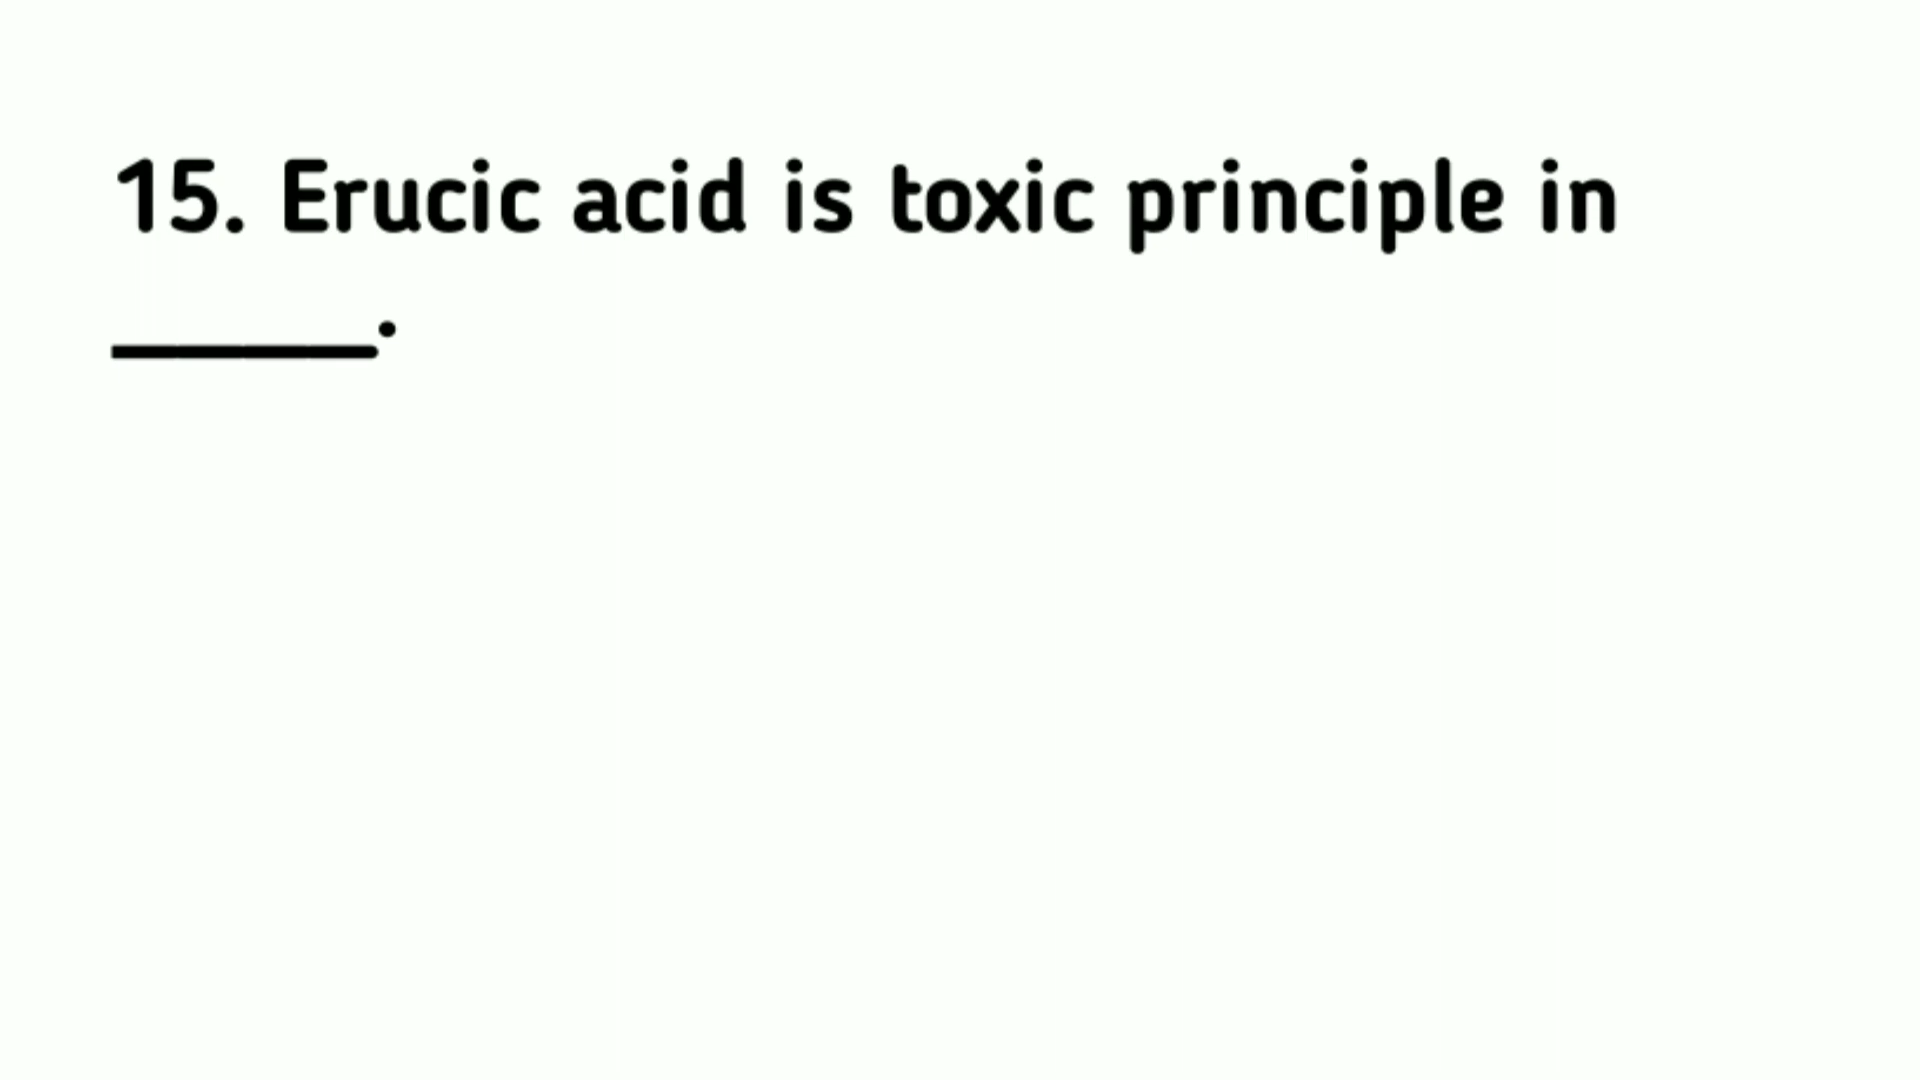 15. Erucic acid is toxic principle in
______.